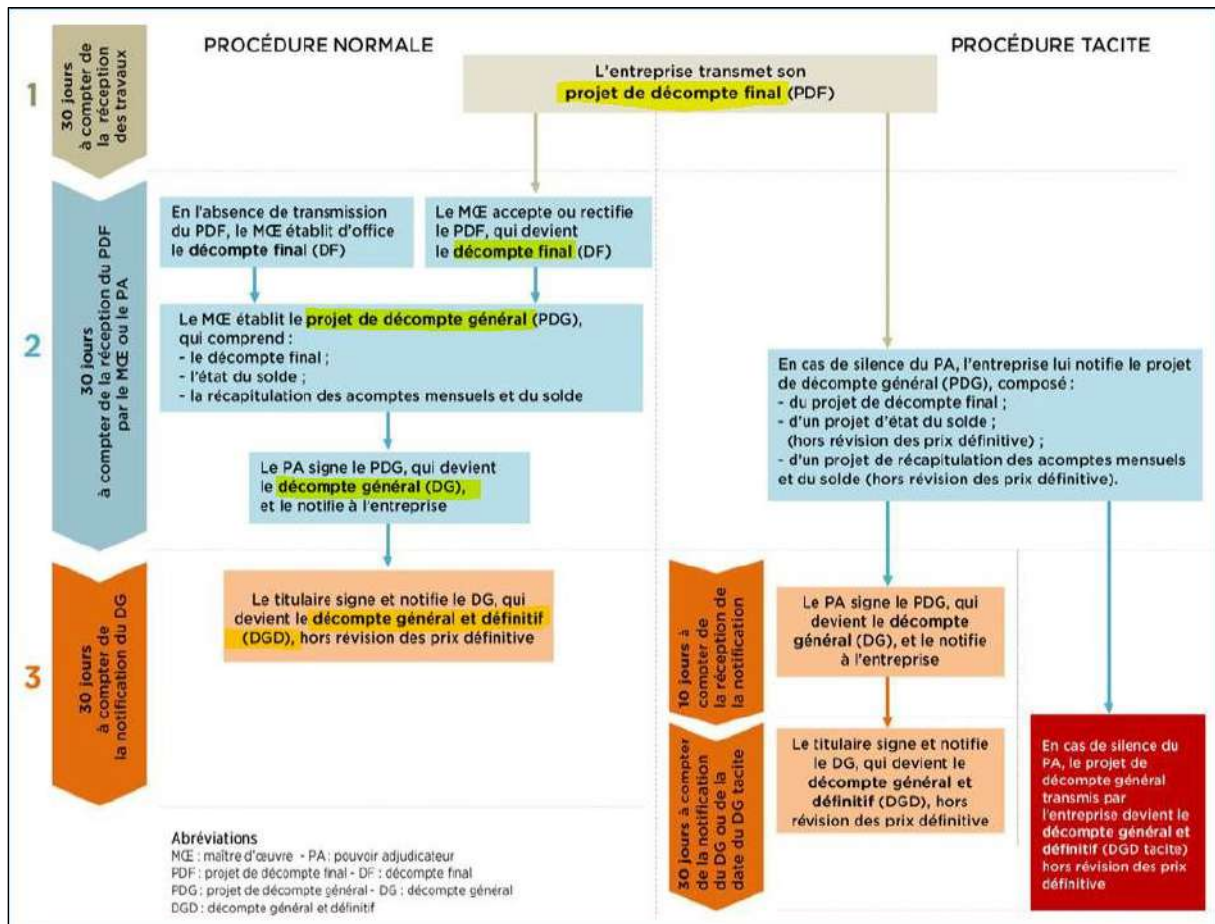 PROCÉDURE NORMALE
PROCÉDURE TACITE
1
30 jours
à compter de
la réception
des travaux
L'entreprise transmet son
projet de décompte final (PDF)
2
30 jours
à compter de la réception du PDF
par le MŒ ou le PA
En l'absence de transmission
du PDF, le MŒ établit d'office
le décompte final (DF)
Le MŒ accepte ou rectifie
le PDF, qui devient
le décompte final (DF)
Le MŒ établit le projet de décompte général (PDG),
qui comprend :
- le décompte final ;
- l'état du solde ;
- la récapitulation des acomptes mensuels et du solde
Le PA signe le PDG, qui devient
le décompte général (DG),
et le notifie à l'entreprise
En cas de silence du PA, l'entreprise lui notifie le projet
de décompte général (PDG), composé :
- du projet de décompte final ;
- d'un projet d'état du solde ;
(hors révision des prix définitive) ;
- d'un projet de récapitulation des acomptes mensuels
et du solde (hors révision des prix définitive).
3
30 jours
à compter de
la notification du DG
Le titulaire signe et notifie le DG, qui
devient le décompte général et définitif
(DGD), hors révision des prix définitive
10 jours à
compter de
la réception de
la notification
Le PA signe le PDG, qui
devient le décompte
général (DG), et le notifie
à l'entreprise
30 jours à compter
de la notification
du DG ou de la
date du DG tacite
Le titulaire signe et notifie
le DG, qui devient le
décompte général et
définitif (DGD), hors
révision des prix définitive
En cas de silence du
PA, le projet de
décompte général
transmis par
l'entreprise devient le
décompte général et
définitif (DGD tacite)
hors révision des prix
définitive
Abréviations
MŒ : maître d'œuvre - PA : pouvoir adjudicateur
PDF : projet de décompte final - DF : décompte final
PDG : projet de décompte général - DG : décompte général
DGD : décompte général et définitif